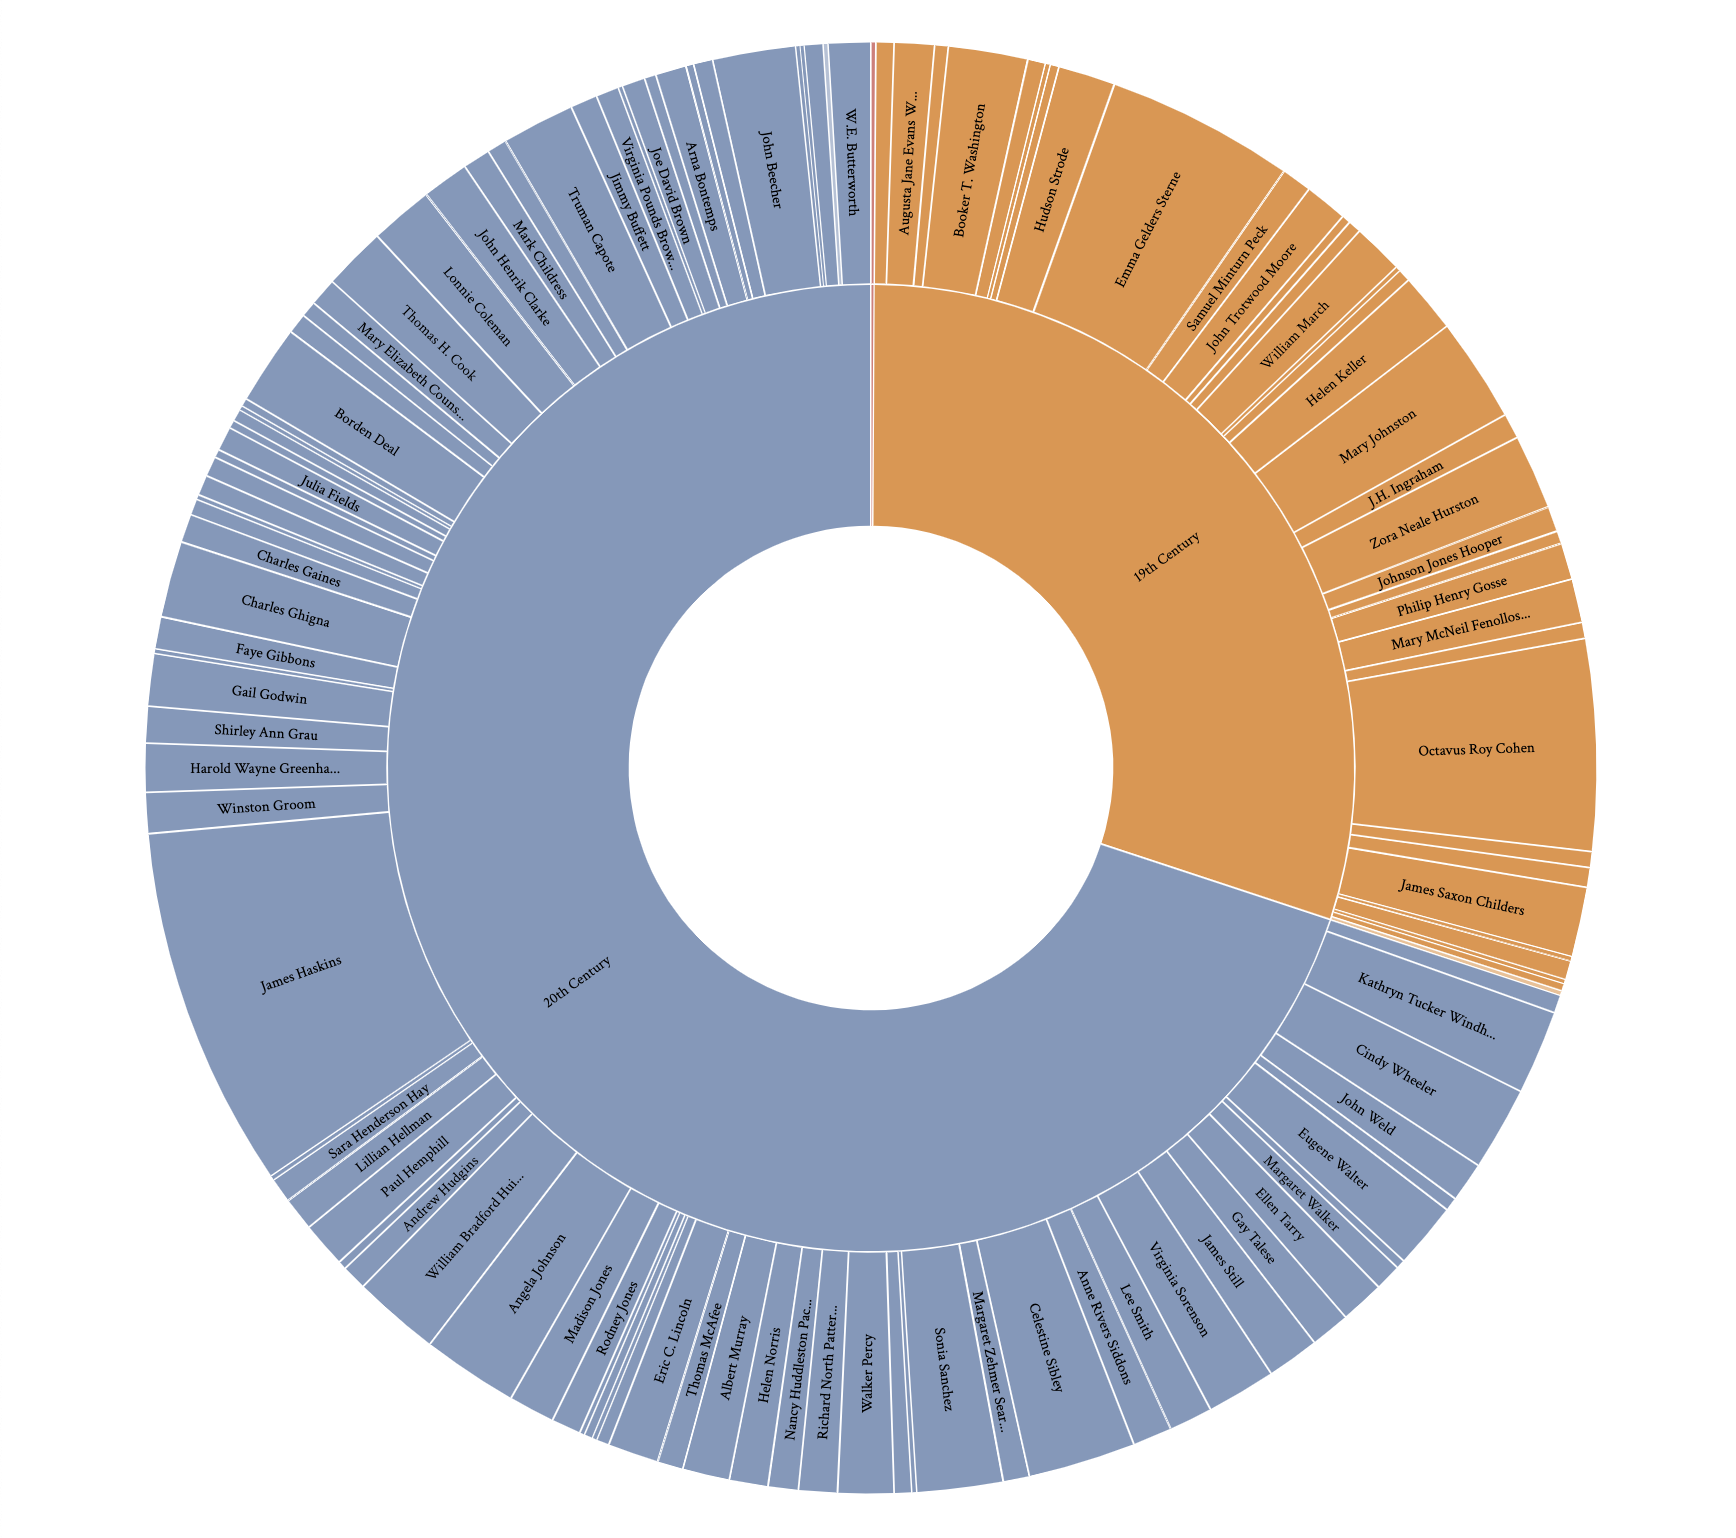 19th Century
20th Century
Augusta Jane Evans W...
Booker T. Washington
Hudson Strode
Emma Gelders Sterne
Samuel Minturn Peck
John Trotwood Moore
William March
Helen Keller
Mary Johnston
J.H. Ingraham
Zora Neale Hurston
Johnson Jones Hooper
Philip Henry Gosse
Mary McNeil Fenollos...
Octavus Roy Cohen
James Saxon Childers
Kathryn Tucker Windh...
Cindy Wheeler
John Weld
Eugene Walter
Margaret Walker
Ellen Tarry
Gay Talese
James Still
Virginia Sorenson
Lee Smith
Anne Rivers Siddons
Celestine Sibley
Margaret Zehmer Sear...
Sonia Sanchez
Walker Percy
Richard North Patter...
Nancy Huddleston Pac...
Helen Norris
Albert Murray
Thomas McAfee
Eric C. Lincoln
Rodney Jones
Madison Jones
Angela Johnson
William Bradford Hui...
Andrew Hudgins
Paul Hemphill
Lillian Hellman
Sara Henderson Hay
James Haskins
Winston Groom
Harold Wayne Greenha...
Shirley Ann Grau
Gail Godwin
Faye Gibbons
Charles Ghigna
Charles Gaines
Julia Fields
Borden Deal
Mary Elizabeth Couns...
Thomas H. Cook
Lonnie Coleman
John Henrik Clarke
Mark Childress
Truman Capote
Jimmy Buffett
Virginia Pounds Brow...
Joe David Brown
Arna Bontemps
John Beecher
W.E. Butterworth